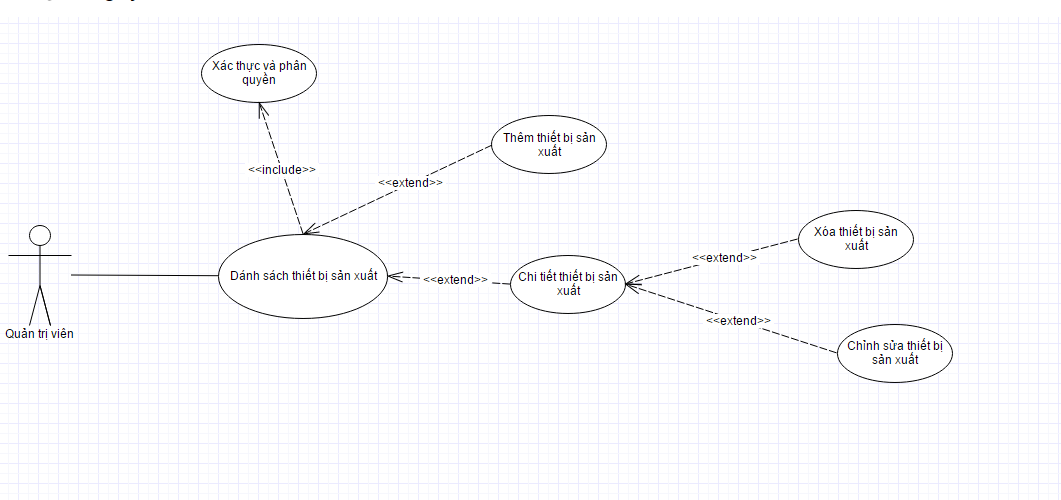 Xác thực và phân
quyền
Thêm thiết bị sản
xuất
<<include>>
<<extend>>
Xóa thiết bị sản
xuất
<<extend>>
Dánh sách thiết bị sản xuất
<<extend>>
Chi tiết thiết bị sản
xuất
<<extend>>
Quản trị viên
Chỉnh sửa thiết bị
sản xuất